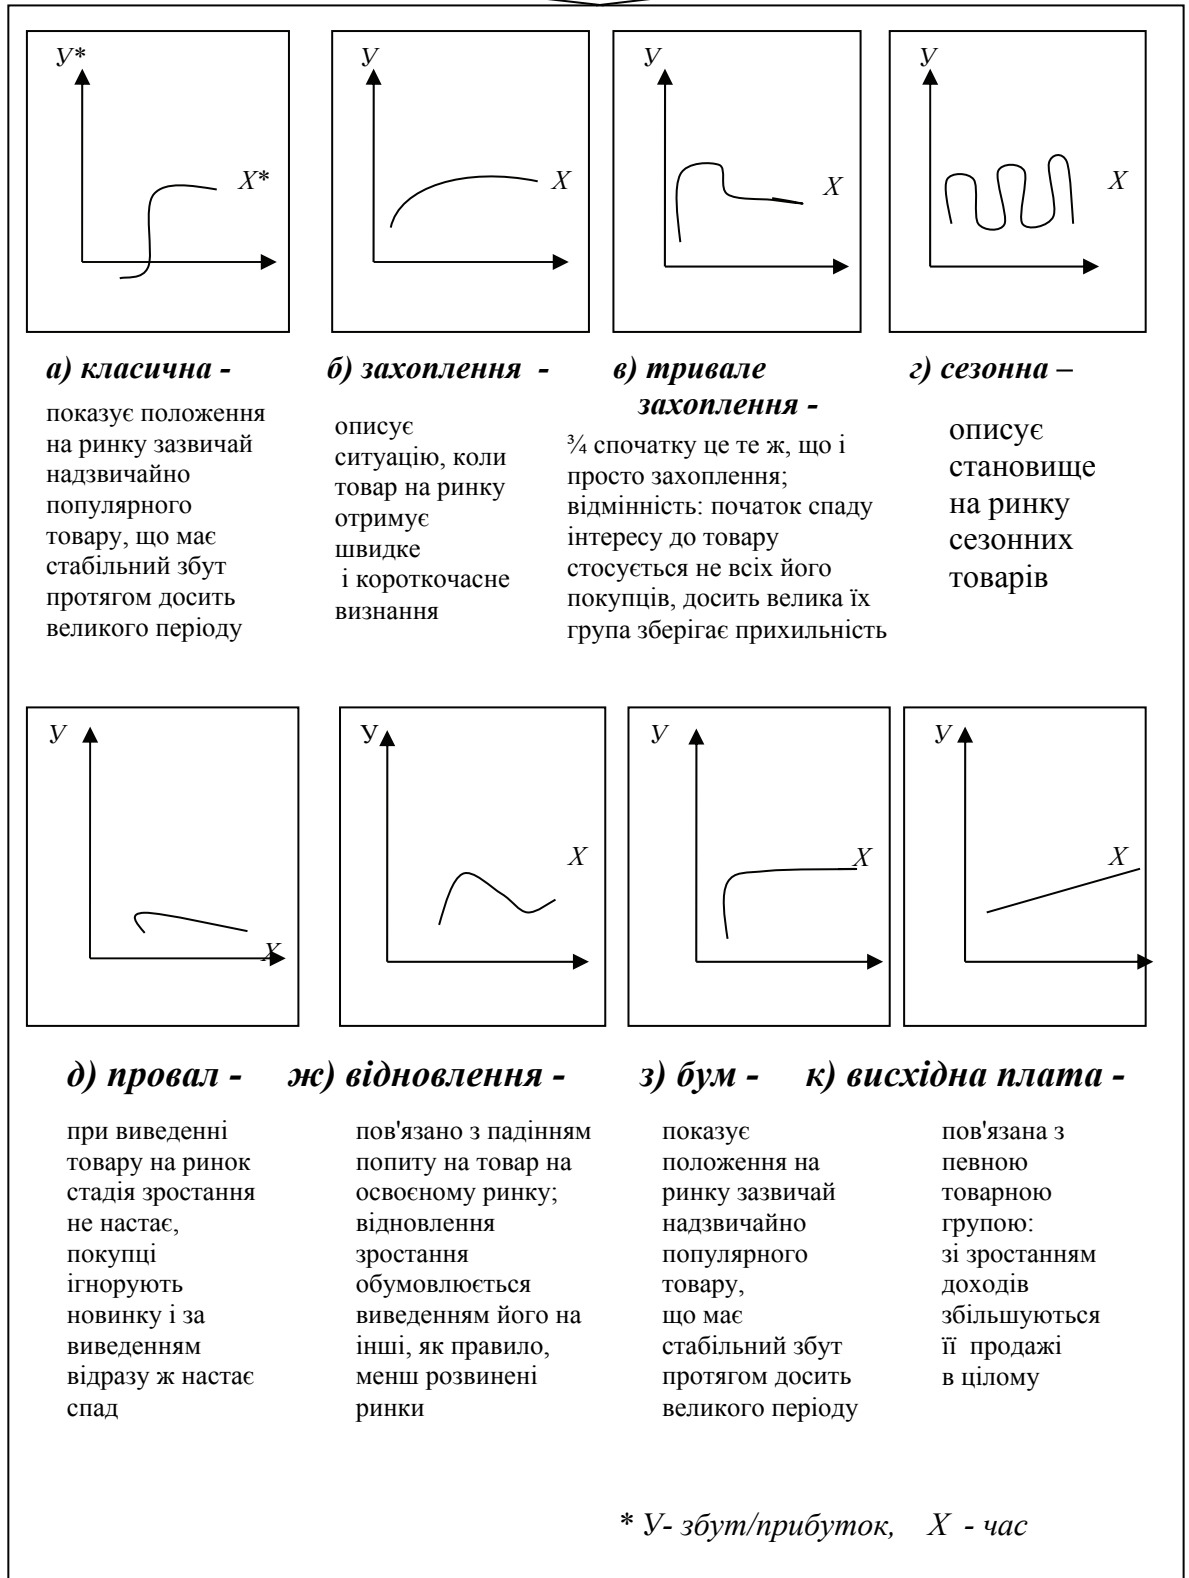 У*
Х*
У
Х
У
Х
У
Х
а) класична -
показує положення
на ринку зазвичай
надзвичайно
популярного
товару, що має
стабільний збут
протягом досить
великого періоду
б) захоплення -
описує
ситуацію, коли
товар на ринку
отримує
швидке
і короткочасне
визнання
в) тривале
захоплення -
¾ спочатку це те ж, що і
просто захоплення;
відмінність: початок спаду
інтересу до товару
стосується не всіх його
покупців, досить велика їх
група зберігає прихильність
г) сезонна –
описує
становище
на ринку
сезонних
товарів
У
Х
У
Х
У
Х
У
Х
д) провал -
при виведенні
товару на ринок
стадія зростання
не настає,
покупці
ігнорують
новинку і за
виведенням
відразу ж настає
спад
ж) відновлення -
пов'язано з падінням
попиту на товар на
освоєному ринку;
відновлення
зростання
обумовлюється
виведенням його на
інші, як правило,
менш розвинені
ринки
з) бум -
показує
положення на
ринку зазвичай
надзвичайно
популярного
товару,
що має
стабільний збут
протягом досить
великого періоду
к) висхідна плата -
пов'язана з
певною
товарною
групою:
зі зростанням
доходів
збільшуються
її продажі
в цілому
* У- збут/прибуток, Х - час